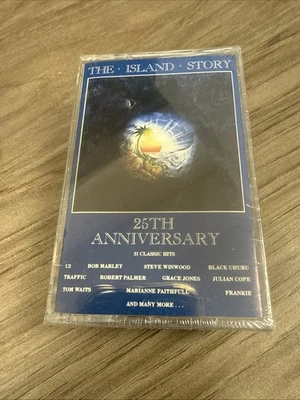 THE · ISLAND · STORY
25TH
ANNIVERSARY
21 CLASSIC HITS
U2 BOB MARLEY STEVE WINWOOD BLACK UHURU
TRAFFIC ROBERT PALMER GRACE JONES JULIAN COPE
TOM WAITS MARIANNE FAITHFULL FRANKIE
AND MANY MORE . . .